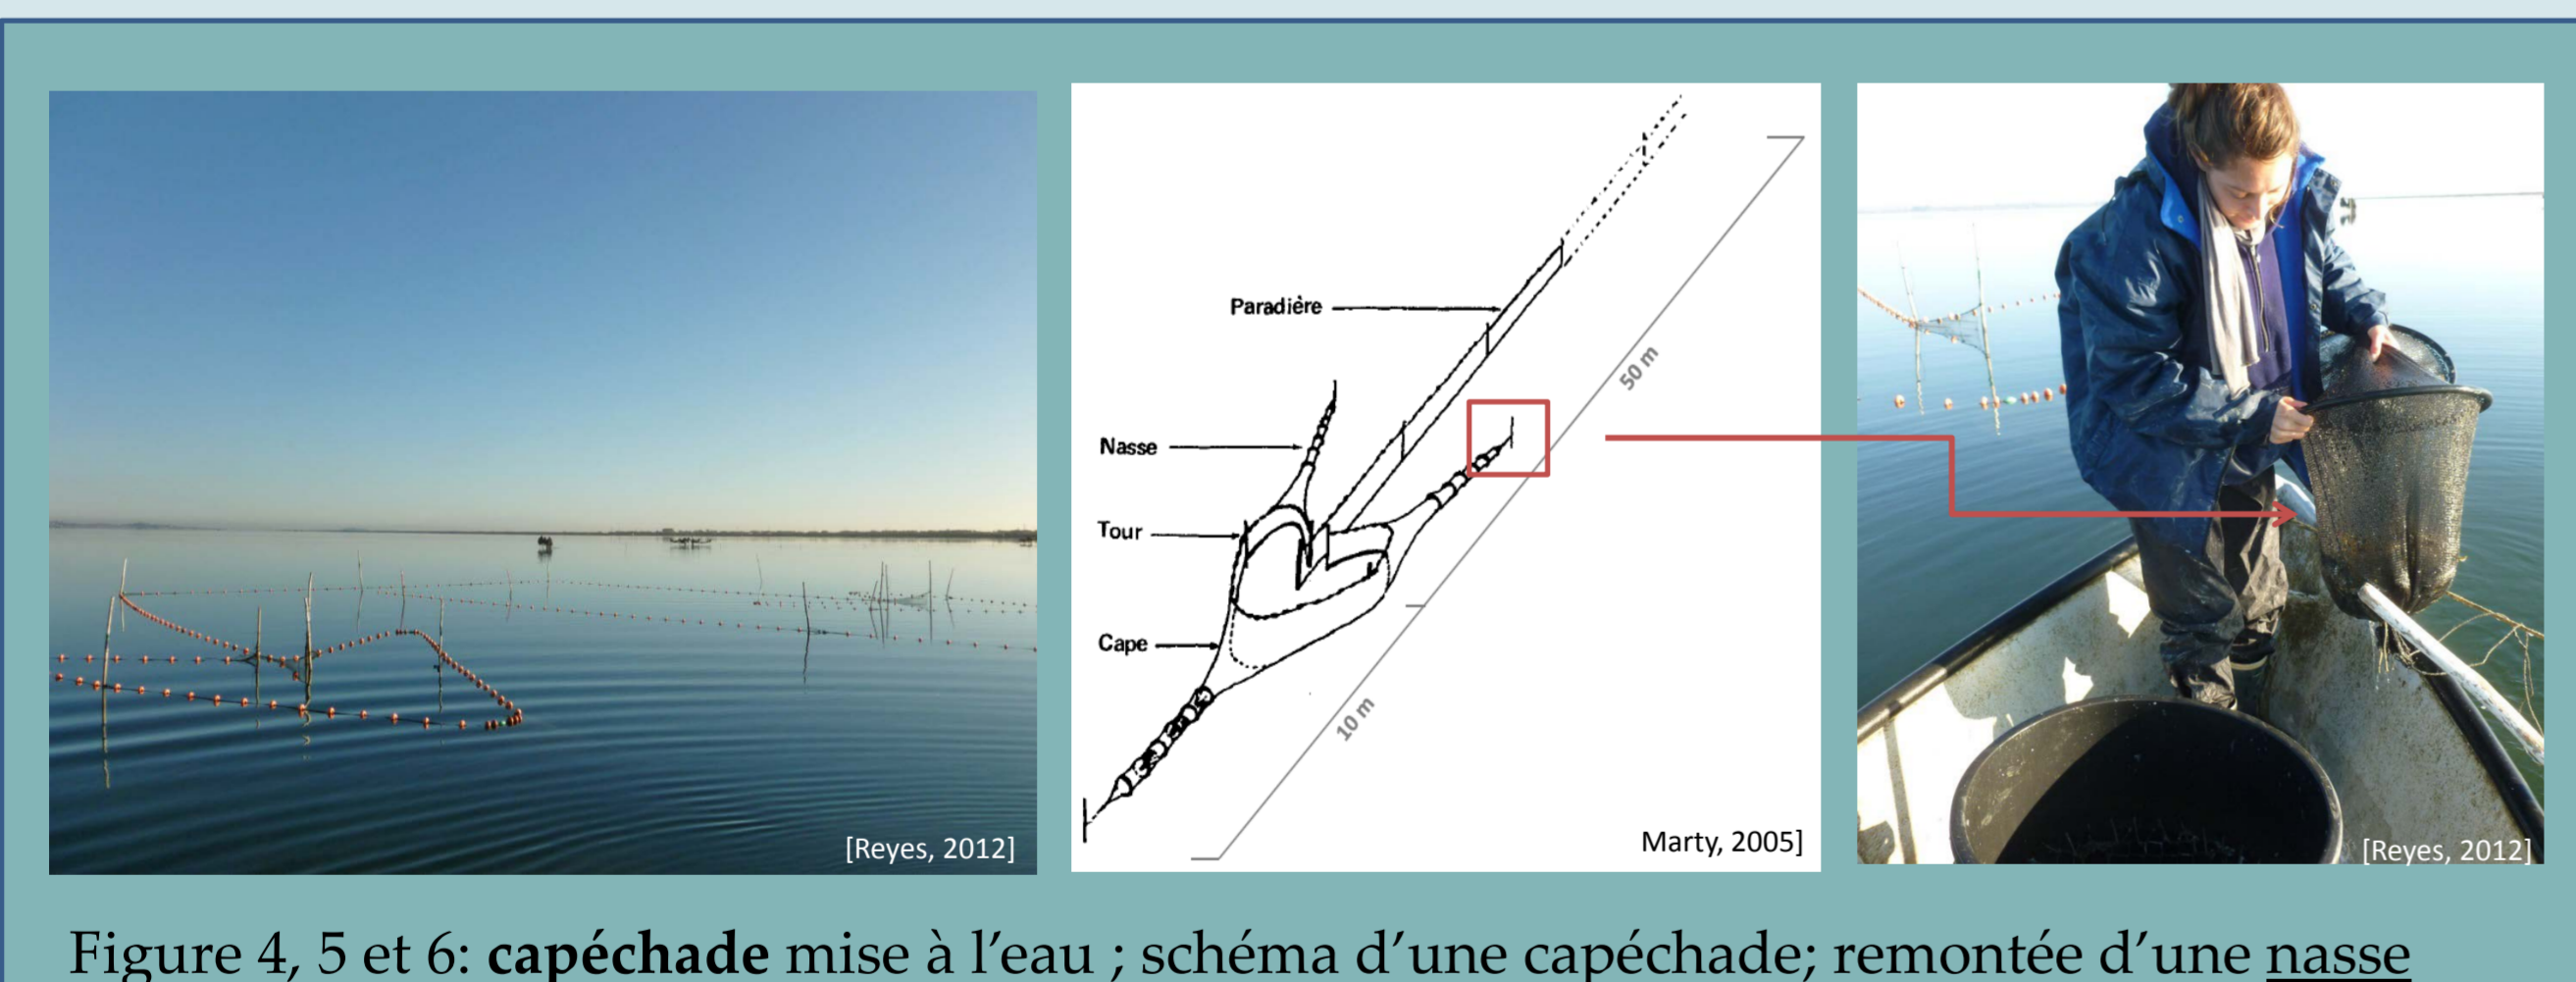 [Reyes, 2012]
Paradière
50 m
Nasse
Tour
Cape
10 m
Marty, 2005]
[Reyes, 2012]
Figure 4, 5 et 6: capéchade mise à l'eau ; schéma d'une capéchade; remontée d'une nasse